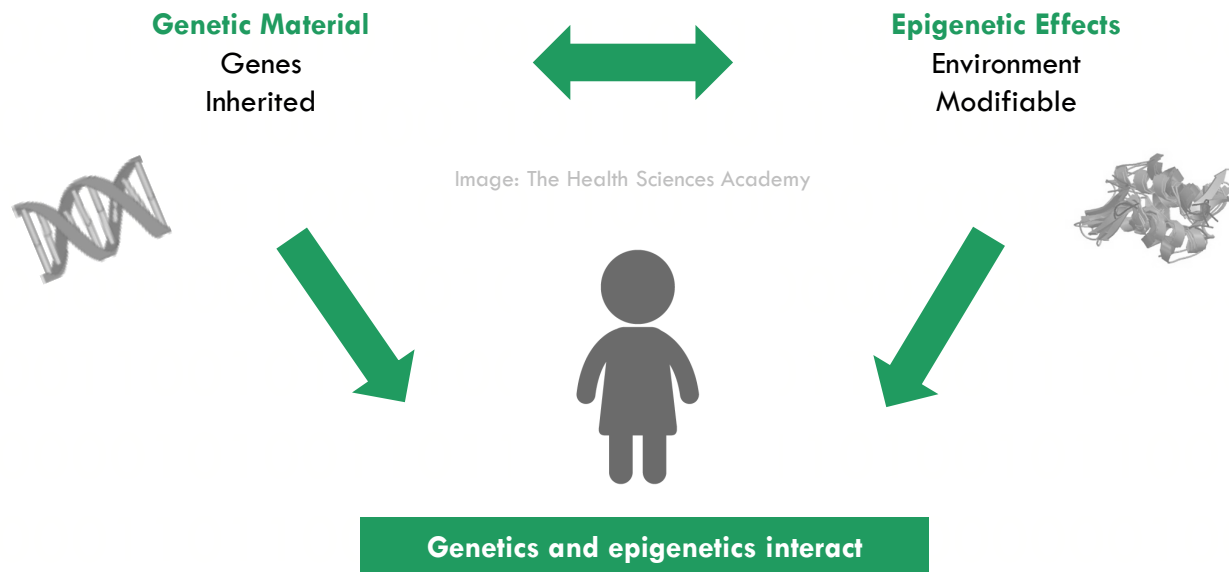 Genetic Material
Genes
Inherited
Epigenetic Effects
Environment
Modifiable
Image: The Health Sciences Academy
Genetics and epigenetics interact